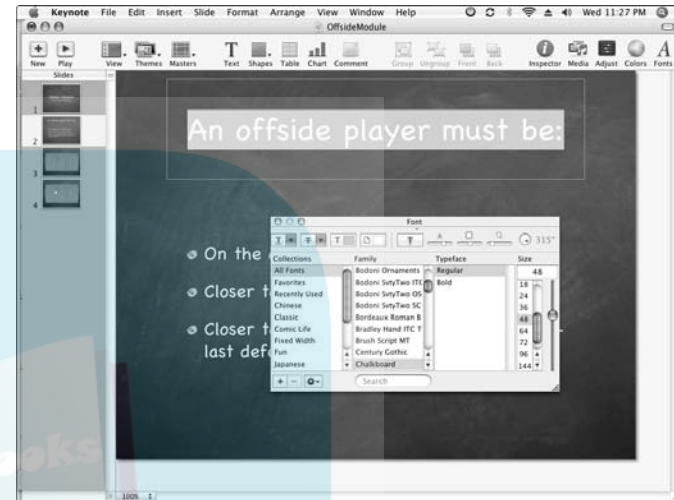 Keynote File Edit Insert Slide Format Arrange View Window Help Wed 11:27 PM
OffsideModule
New Play View Themes Masters Text Shapes Table Chart Comment Group Ungroup Front Back Inspector Media Adjust Colors Fonts
Slides
1
2
3
4
An offside player must be:
On the
Closer t
Closer t
last def
Font
315°
Collections Family Typeface Size
All Fonts Bodoni Ornaments Regular 48
Favorites Bodoni SvtyTwo ITC Bold 18
Recently Used Bodoni SvtyTwo OS 24
Chinese Bodoni SvtyTwo SC 36
Classic Bordeaux Roman B 48
Comic Life Bradley Hand ITC T 64
Fixed Width Brush Script MT 72
Fun Century Gothic 96
Japanese Chalkboard 144
Search
ooks
100%